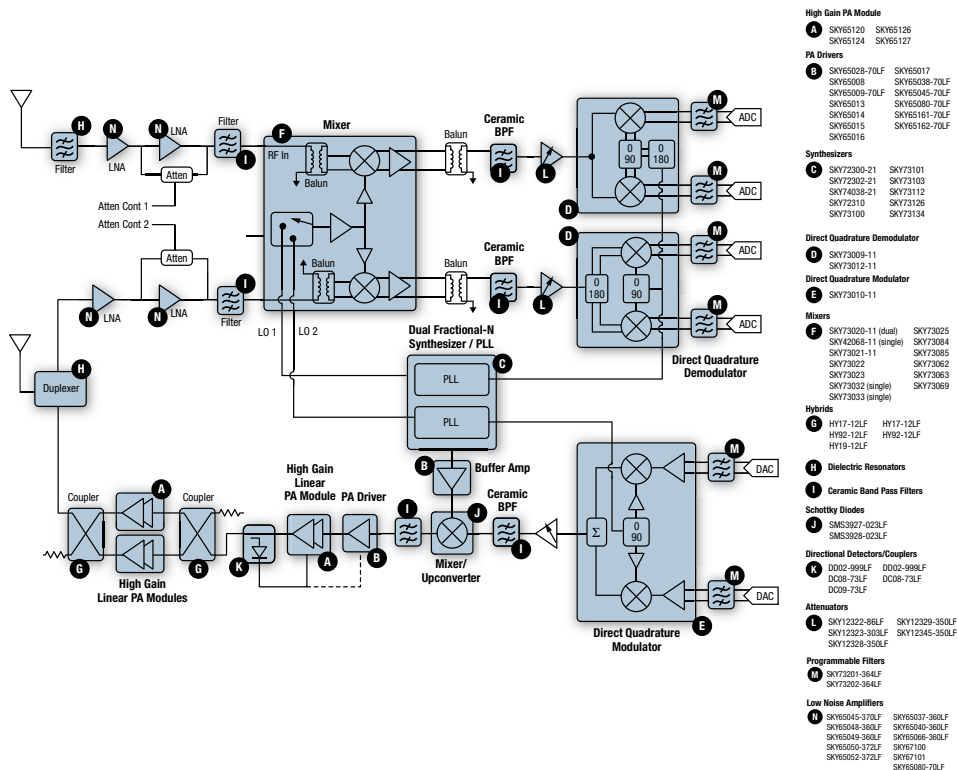 H
Filter
N
LNA
N
LNA
Atten
Atten Cont 1
Atten Cont 2
Atten
Filter
I
F
Mixer
RF In
Balun
Balun
Balun
Ceramic
BPF
I
L
D
0
90
0
180
M
ADC
M
ADC
N
LNA
N
LNA
I
Filter
LO 1
LO 2
Balun
Ceramic
BPF
I
L
D
0
180
0
90
M
ADC
M
ADC
Direct Quadrature
Demodulator
Dual Fractional-N
Synthesizer / PLL
C
PLL
PLL
H
Duplexer
B
Buffer Amp
Coupler
A
Coupler
G
G
High Gain
Linear PA Modules
K
High Gain
Linear
PA Module
A
PA Driver
B
I
J
Mixer/
Upconverter
Ceramic
BPF
I
Σ
0
90
M
DAC
M
DAC
E
Direct Quadrature
Modulator
High Gain PA Module
A SKY65120 SKY65126
SKY65124 SKY65127
PA Drivers
B SKY65028-70LF SKY65017
SKY65008 SKY65038-70LF
SKY65009-70LF SKY65045-70LF
SKY65013 SKY65080-70LF
SKY65014 SKY65161-70LF
SKY65015 SKY65162-70LF
SKY65016
Synthesizers
C SKY72300-21 SKY73101
SKY72302-21 SKY73103
SKY74038-21 SKY73112
SKY72310 SKY73126
SKY73100 SKY73134
Direct Quadrature Demodulator
D SKY73009-11
SKY73012-11
Direct Quadrature Modulator
E SKY73010-11
Mixers
F SKY73020-11 (dual) SKY73025
SKY42068-11 (single) SKY73084
SKY73021-11 SKY73085
SKY73022 SKY73062
SKY73023 SKY73063
SKY73032 (single) SKY73069
SKY73033 (single)
Hybrids
G HY17-12LF HY17-12LF
HY92-12LF HY92-12LF
HY19-12LF
H Dielectric Resonators
I Ceramic Band Pass Filters
Schottky Diodes
J SMS3927-023LF
SMS3928-023LF
Directional Detectors/Couplers
K DD02-999LF DD02-999LF
DC08-73LF DC08-73LF
DC09-73LF
Attenuators
L SKY12322-86LF SKY12329-350LF
SKY12323-303LF SKY12345-350LF
SKY12328-350LF
Programmable Filters
M SKY73201-364LF
SKY73202-364LF
Low Noise Amplifiers
N SKY65045-370LF SKY65037-360LF
SKY65048-360LF SKY65040-360LF
SKY65049-360LF SKY65066-360LF
SKY65050-372LF SKY67100
SKY65052-372LF SKY67101
SKY65080-70LF